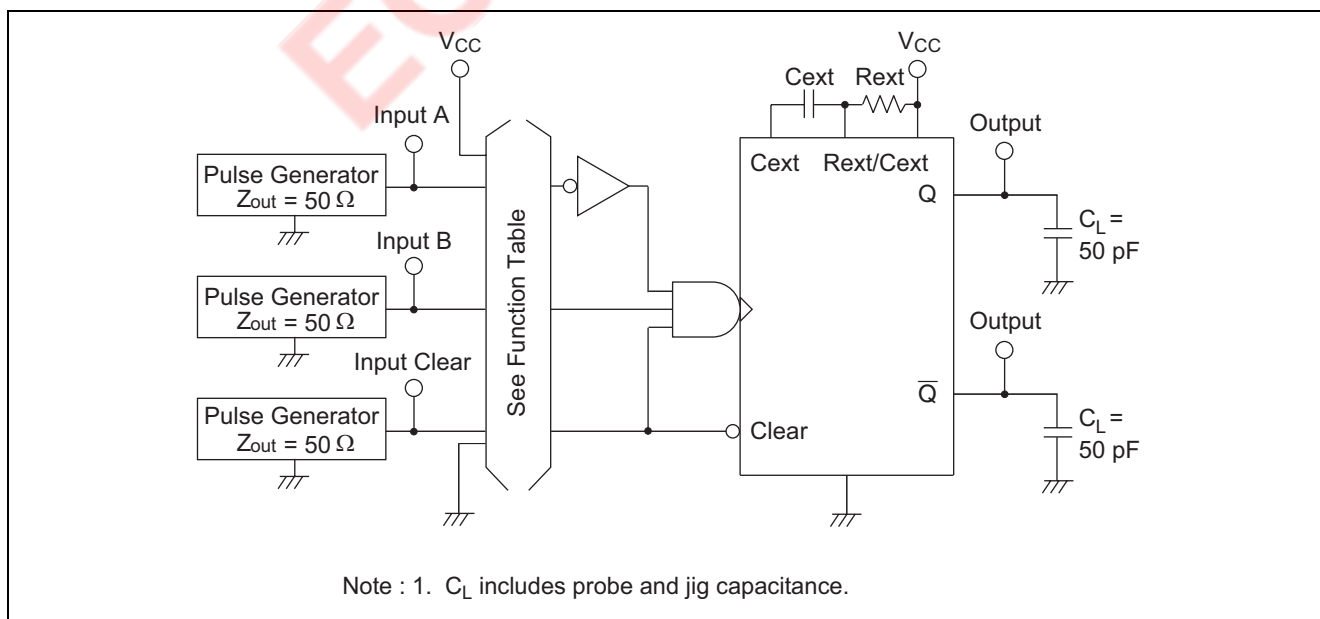 EC
VCC
VCC
Cext
Rext
Input A
Output
Pulse Generator
Zout = 50 Ω
Cext
Rext/Cext
Q
CL =
50 pF
See Function Table
Input B
Pulse Generator
Zout = 50 Ω
Output
Input Clear
Q̅
Pulse Generator
Zout = 50 Ω
Clear
CL =
50 pF
Note : 1. CL includes probe and jig capacitance.